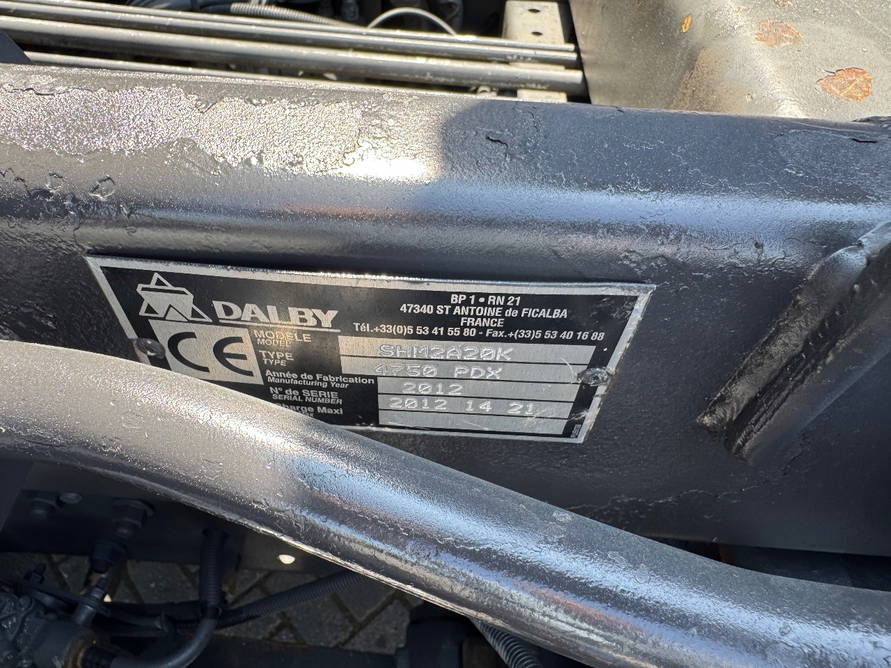 DALBY
BP 1 • RN 21
47340 ST ANTOINE de FICALBA
FRANCE
Tél.+33(0)5 53 41 55 80 - Fax.+(33)5 53 40 16 88
CE
MODELE
MODEL
SHM2A20K
TYPE
TYPE
4750 PDX
Année de Fabrication
Manufacturing Year
2012
N° de SERIE
SERIAL NUMBER
2012 14 21
harge Maxi